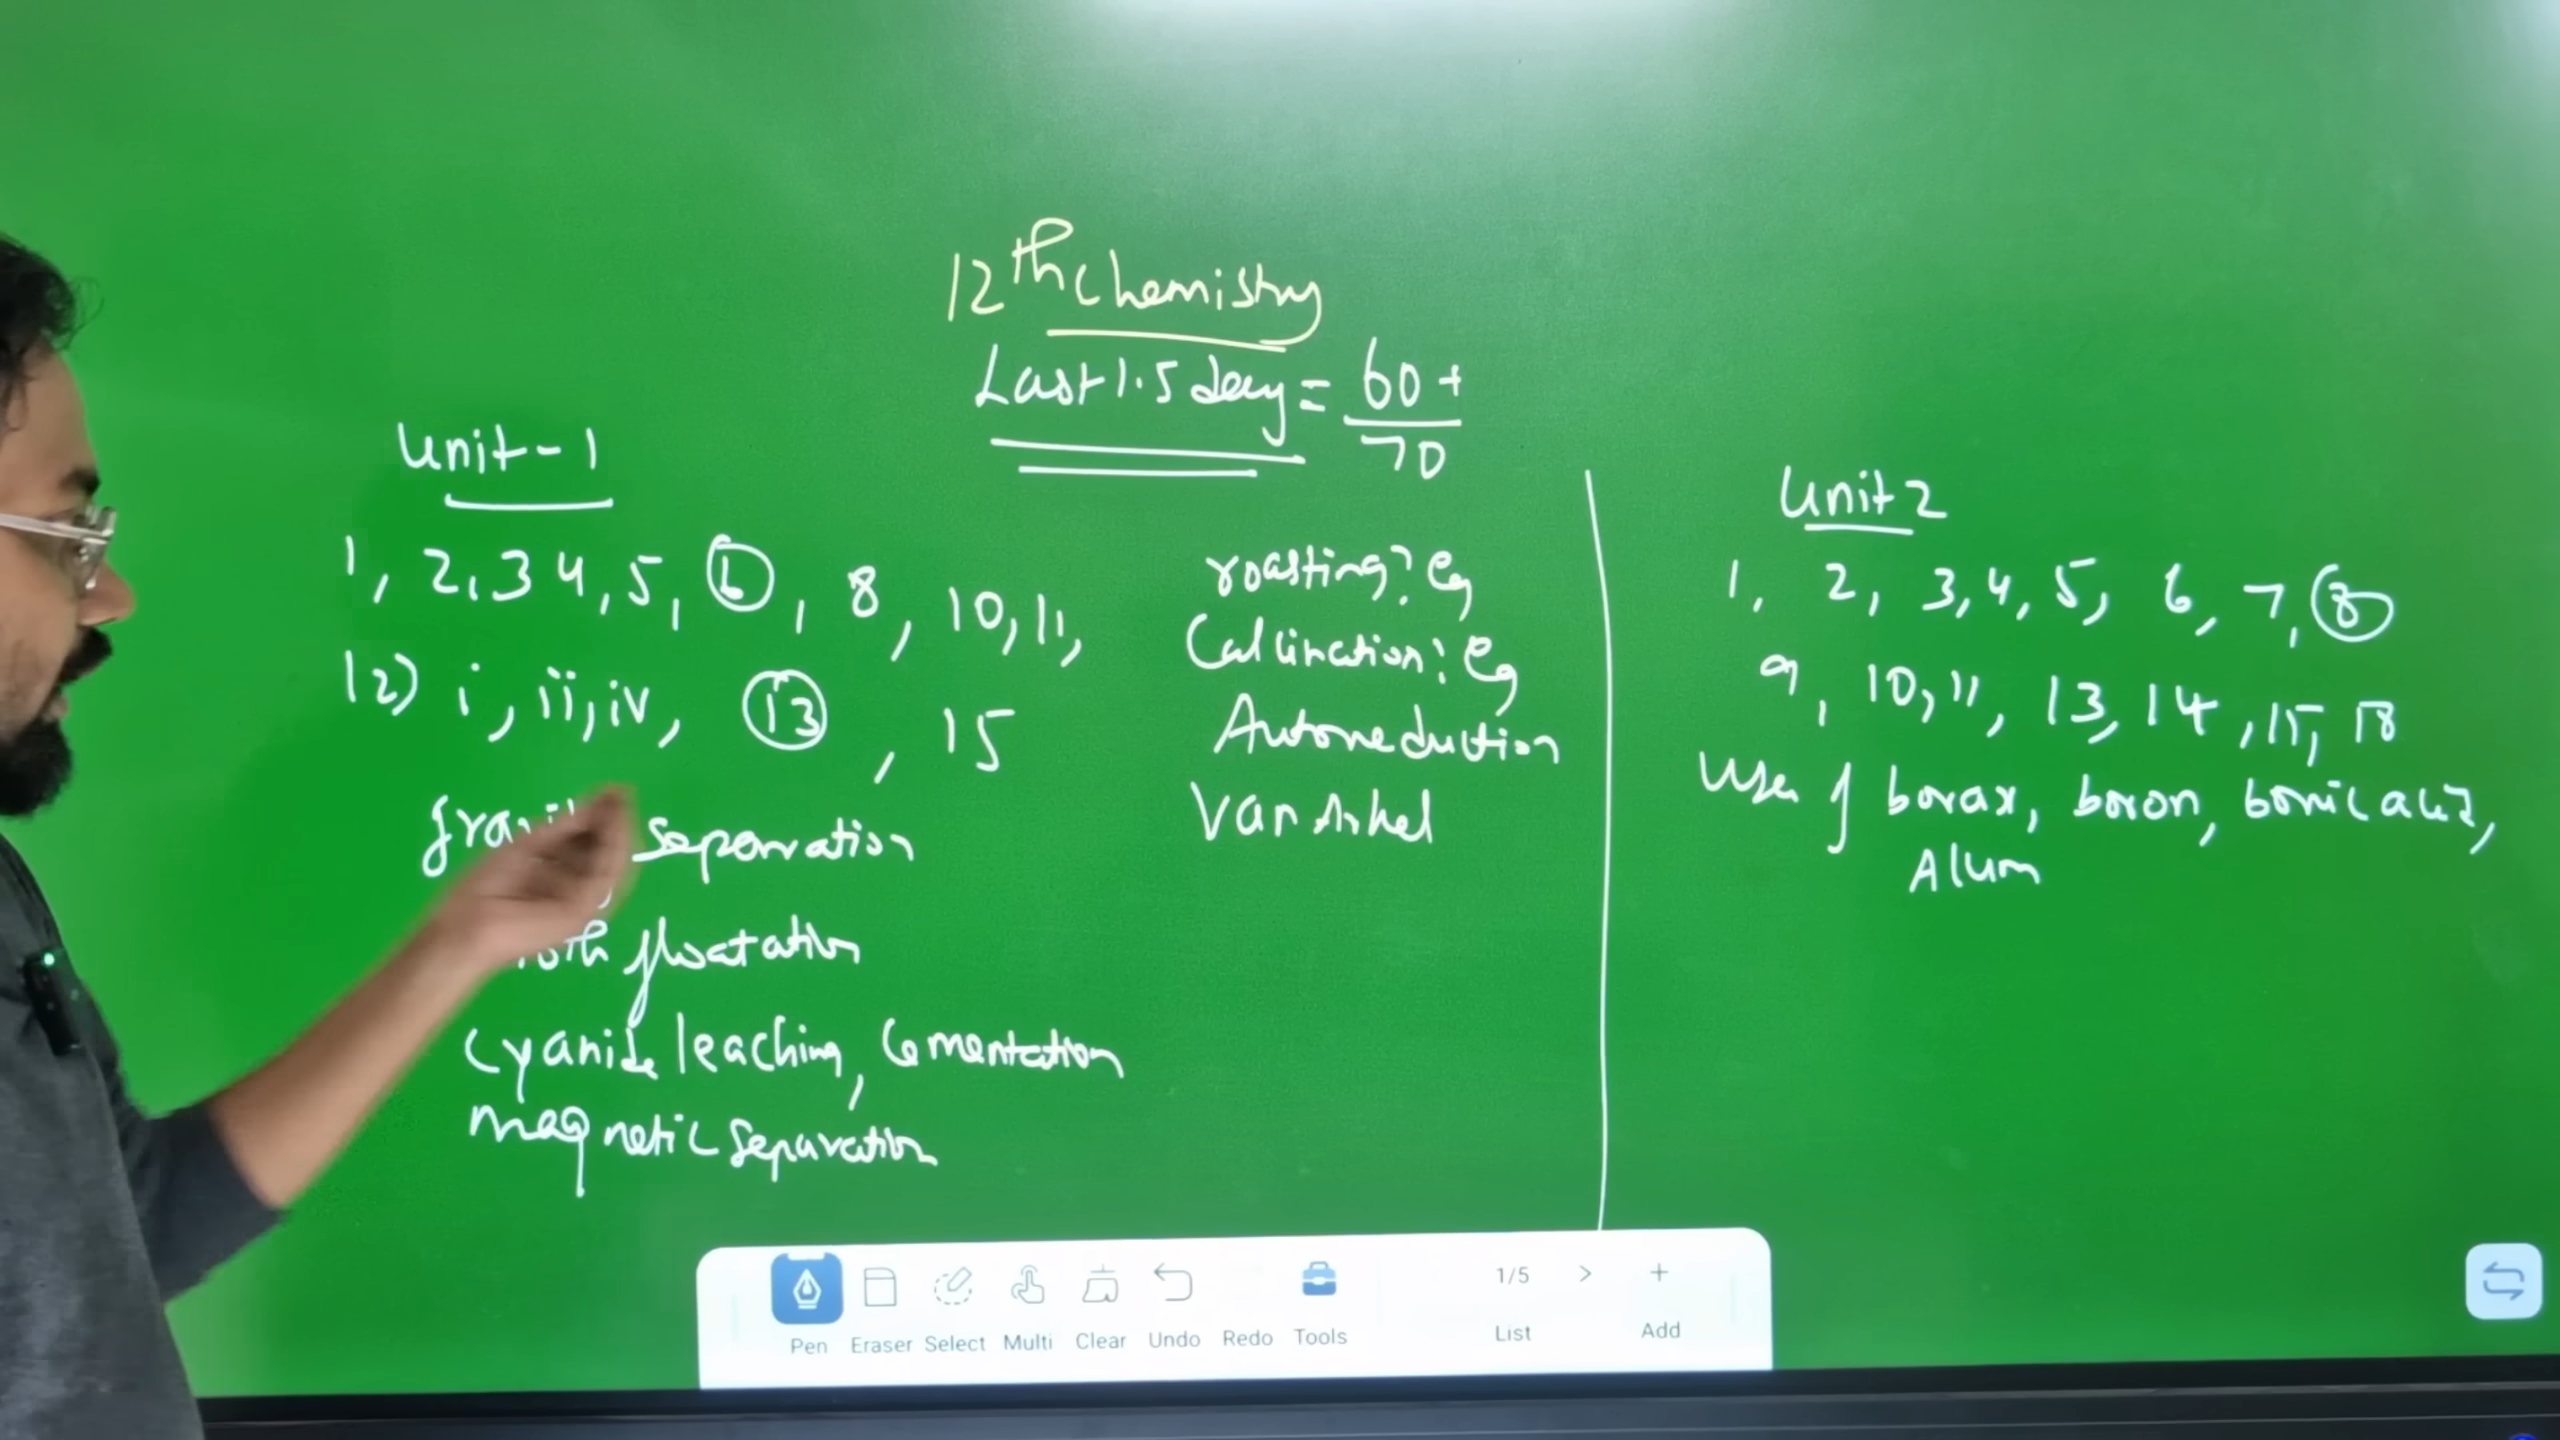 12th Chemistry
Last 1.5 day = 60+
70
Unit-1
1, 2, 3 4, 5, 6, 8, 10, 11,
12) i, ii, iv, 13, 15
separation
floatation
Cyanide leaching, Cementation
Magnetic Separation
roasting? eg
Calcination? eg
Autoreduction
Van Arkel
Unit 2
1, 2, 3, 4, 5, 6, 7, 8
9, 10, 11, 13, 14, 15, 18
Use of borax, boron, boric acid,
Alum
Pen Eraser Select Multi Clear Undo Redo Tools
1/5 > +
List Add